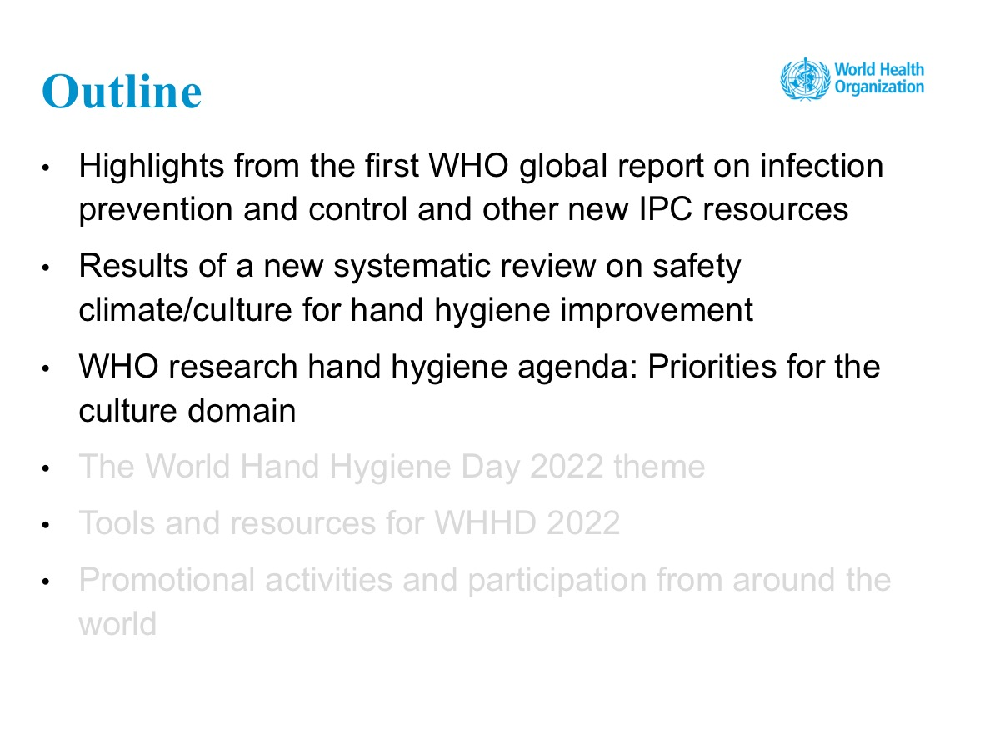 Outline
World Health
Organization
• Highlights from the first WHO global report on infection
prevention and control and other new IPC resources
• Results of a new systematic review on safety
climate/culture for hand hygiene improvement
• WHO research hand hygiene agenda: Priorities for the
culture domain
• The World Hand Hygiene Day 2022 theme
• Tools and resources for WHHD 2022
• Promotional activities and participation from around the
world